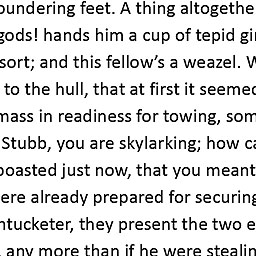 oundering feet. A thing altogethe
gods! hands him a cup of tepid gi
sort; and this fellow's a weazel. W
to the hull, that at first it seeme
mass in readiness for towing, som
Stubb, you are skylarking; how ca
boasted just now, that you meant
ere already prepared for securing
ntucketer, they present the two e
any more than if he were stealin